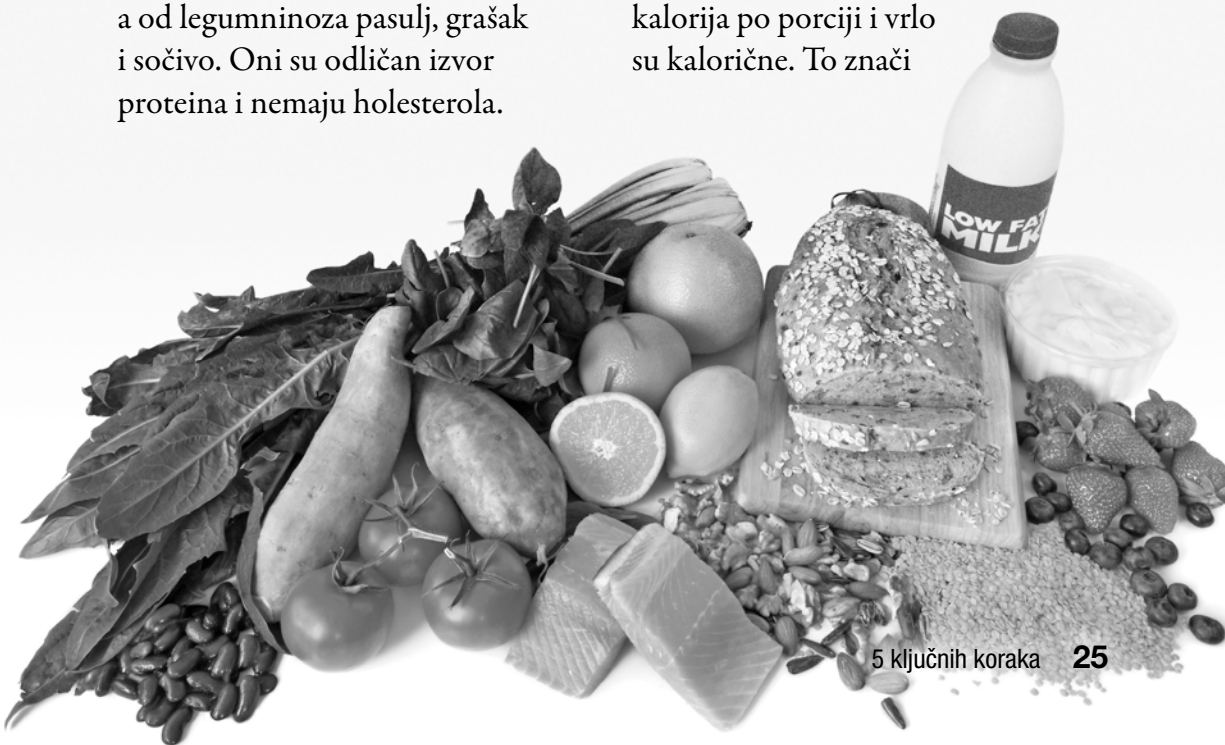 a od legumninoza pasulj, grašak
i sočivo. Oni su odličan izvor
proteina i nemaju holesterola.
kalorija po porciji i vrlo
su kalorične. To znači
LOW FAT
MILK
5 ključnih koraka 25